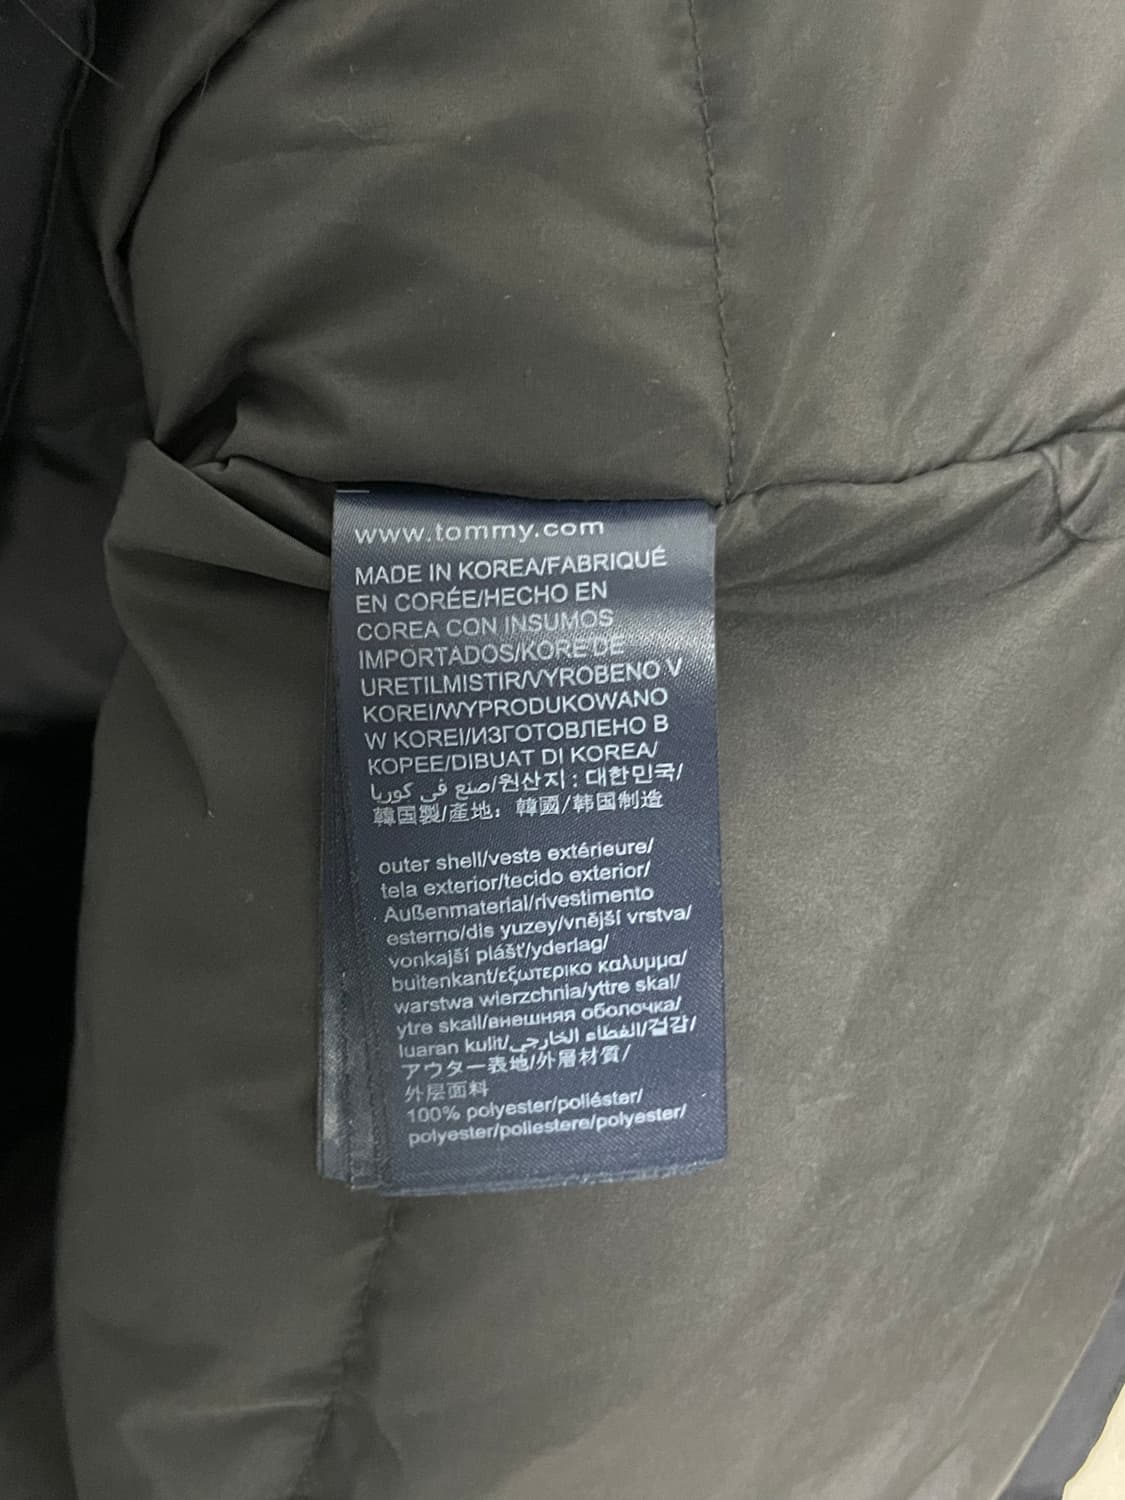 www.tommy.com
MADE IN KOREA/FABRIQUÉ
EN CORÉE/HECHO EN
COREA CON INSUMOS
IMPORTADOS/KORE'DE
URETILMISTIR/VYROBENO V
KOREI/WYPRODUKOWANO
W KOREI/ИЗГОТОВЛЕНО В
КОРЕЕ/DIBUAT DI KOREA/
صنع في كوريا/원산지 : 대한민국/
韓国製/産地：韓國/韩国制造
outer shell/veste extérieure/
tela exterior/tecido exterior/
Außenmaterial/rivestimento
esterno/dis yuzey/vnější vrstva/
vonkajší plášť/yderlag/
buitenkant/εξωτερικο καλυμμα/
warstwa wierzchnia/yttre skal/
ytre skall/внешняя оболочка/
luaran kulit/الغطاء الخارجي/겉감/
アウター表地/外層材質/
外层面料
100% polyester/poliéster/
polyester/poliestere/polyester/